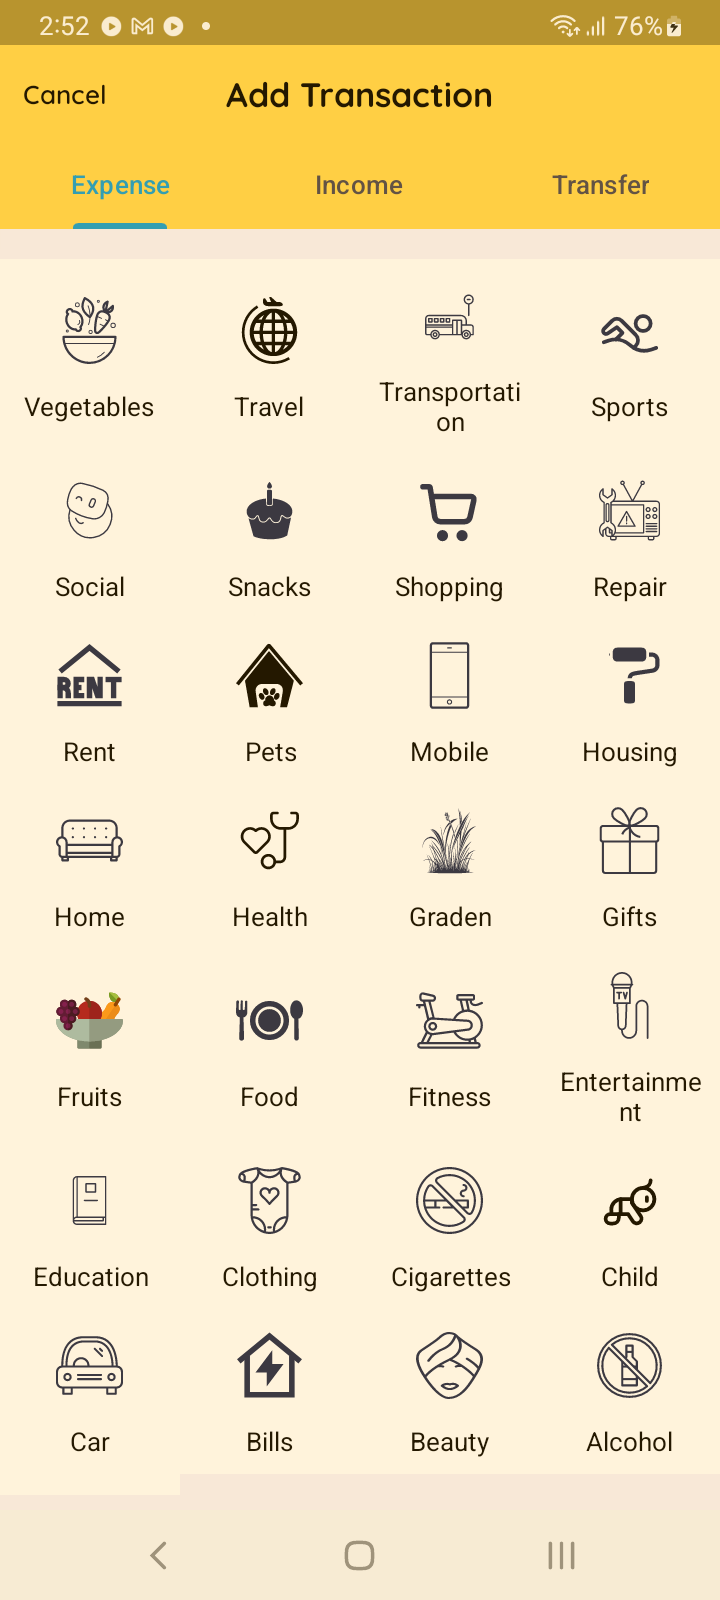 2:52
76%
Cancel
Add Transaction
Expense
Income
Transfer
Vegetables
Travel
Transportati
on
Sports
Social
Snacks
Shopping
Repair
RENT
Rent
Pets
Mobile
Housing
Home
Health
Graden
Gifts
TV
Fruits
Food
Fitness
Entertainme
nt
Education
Clothing
Cigarettes
Child
Car
Bills
Beauty
Alcohol